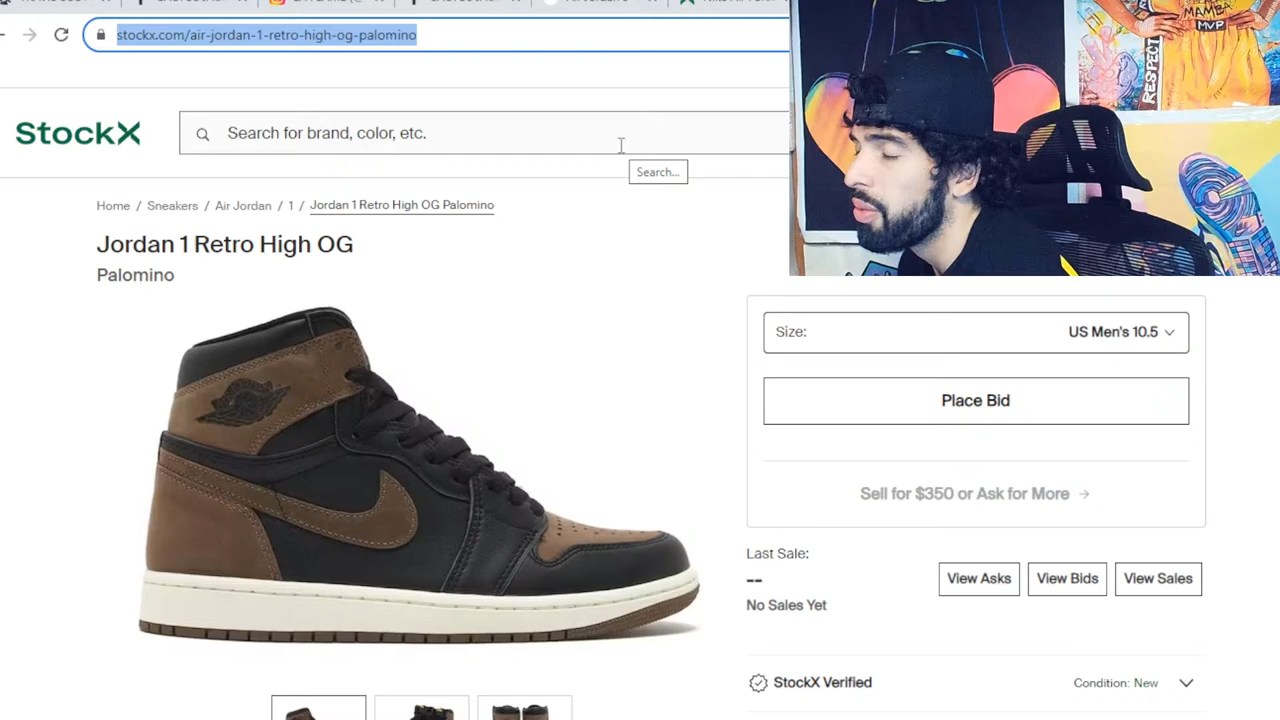 stockx.com/air-jordan-1-retro-high-og-palomino
RESPECT
MAMBA
MVP
StockX
Search for brand, color, etc.
Search...
Home / Sneakers / Air Jordan / 1 / Jordan 1 Retro High OG Palomino
Jordan 1 Retro High OG
Palomino
Size:
US Men's 10.5
Place Bid
Sell for $350 or Ask for More →
Last Sale:
--
No Sales Yet
View Asks
View Bids
View Sales
StockX Verified
Condition: New